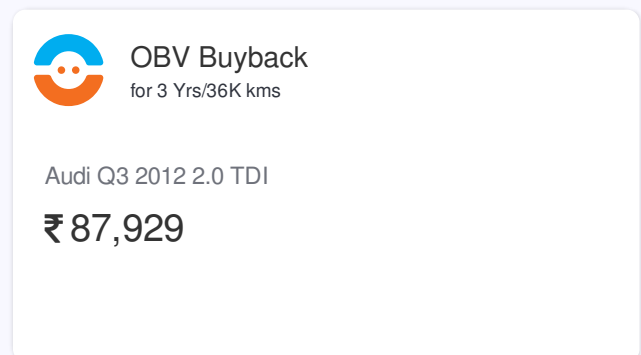 OBV Buyback
for 3 Yrs/36K kms
Audi Q3 2012 2.0 TDI
₹ 87,929